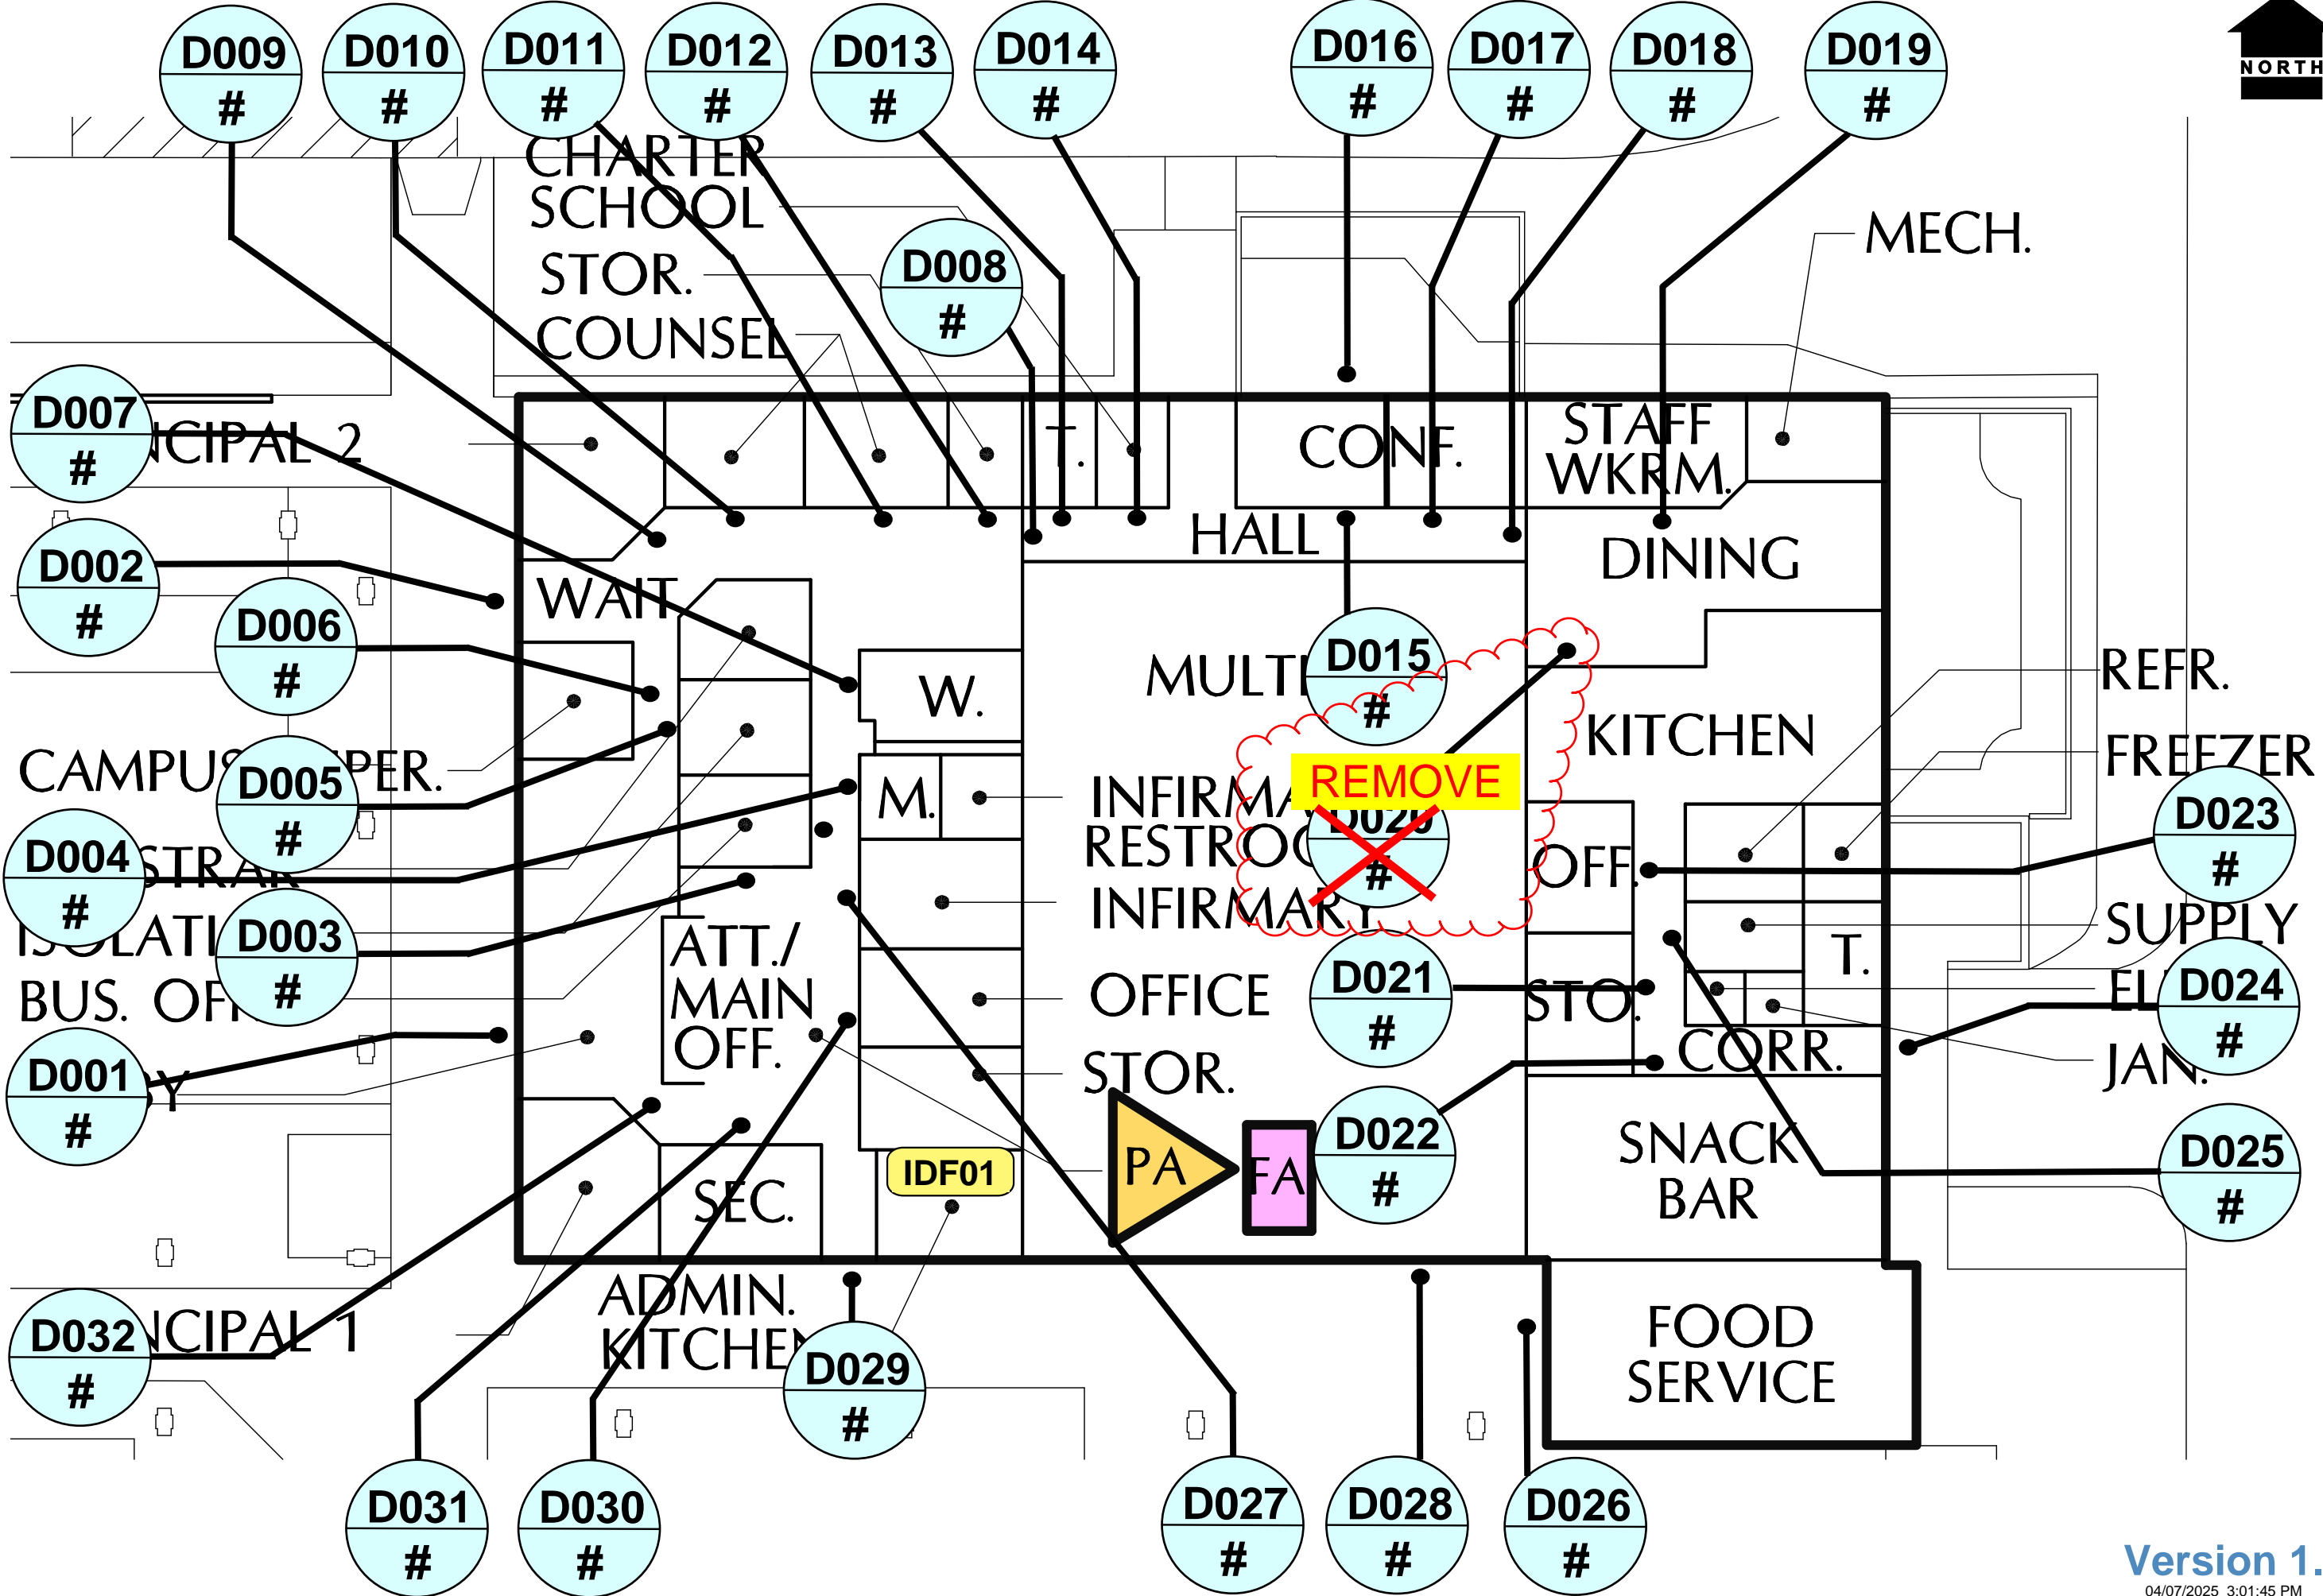 D009
#
D010
#
D011
#
D012
#
D013
#
D014
#
D016
#
D017
#
D018
#
D019
#
NORTH
CHARTER
SCHOOL
STOR.
COUNSEL
D008
#
MECH.
D007
#
2
T.
CONF.
STAFF
WKRM.
HALL
DINING
D002
#
WAIT
D006
#
W.
D015
#
REFR.
KITCHEN
FREEZER
D005
#
REMOVE
M.
D020
#
OFF.
D023
#
D004
#
D003
#
INFIRMARY
SUPPLY
ATT./
MAIN
OFF.
BUS.
OFFICE
D021
#
STO.
T.
D024
#
D001
#
STOR.
CORR.
JAN.
PA
FA
D022
#
SNACK
BAR
D025
#
IDF01
SEC.
ADMIN.
D032
#
1
D029
#
FOOD
SERVICE
D031
#
D030
#
D027
#
D028
#
D026
#
Version 1.
04/07/2025 3:01:45 PM